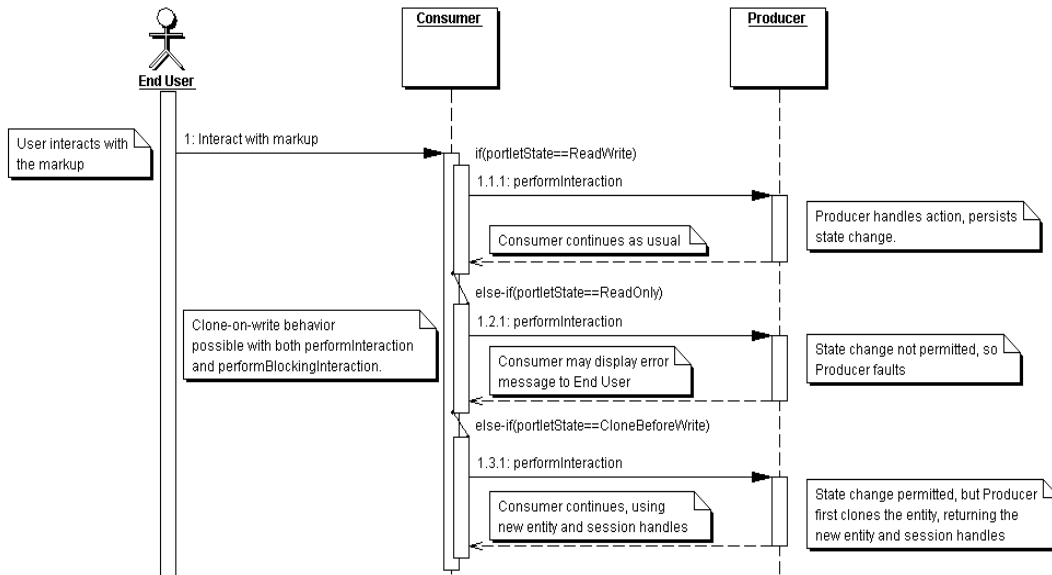 Consumer
Producer
End User
User interacts with
the markup
1: Interact with markup
if(portletState==ReadWrite)
1.1.1: performInteraction
Producer handles action, persists
state change.
Consumer continues as usual
else-if(portletState==ReadOnly)
Clone-on-write behavior
possible with both performInteraction
and performBlockingInteraction.
1.2.1: performInteraction
State change not permitted, so
Producer faults
Consumer may display error
message to End User
else-if(portletState==CloneBeforeWrite)
1.3.1: performInteraction
State change permitted, but Producer
first clones the entity, returning the
new entity and session handles
Consumer continues, using
new entity and session handles